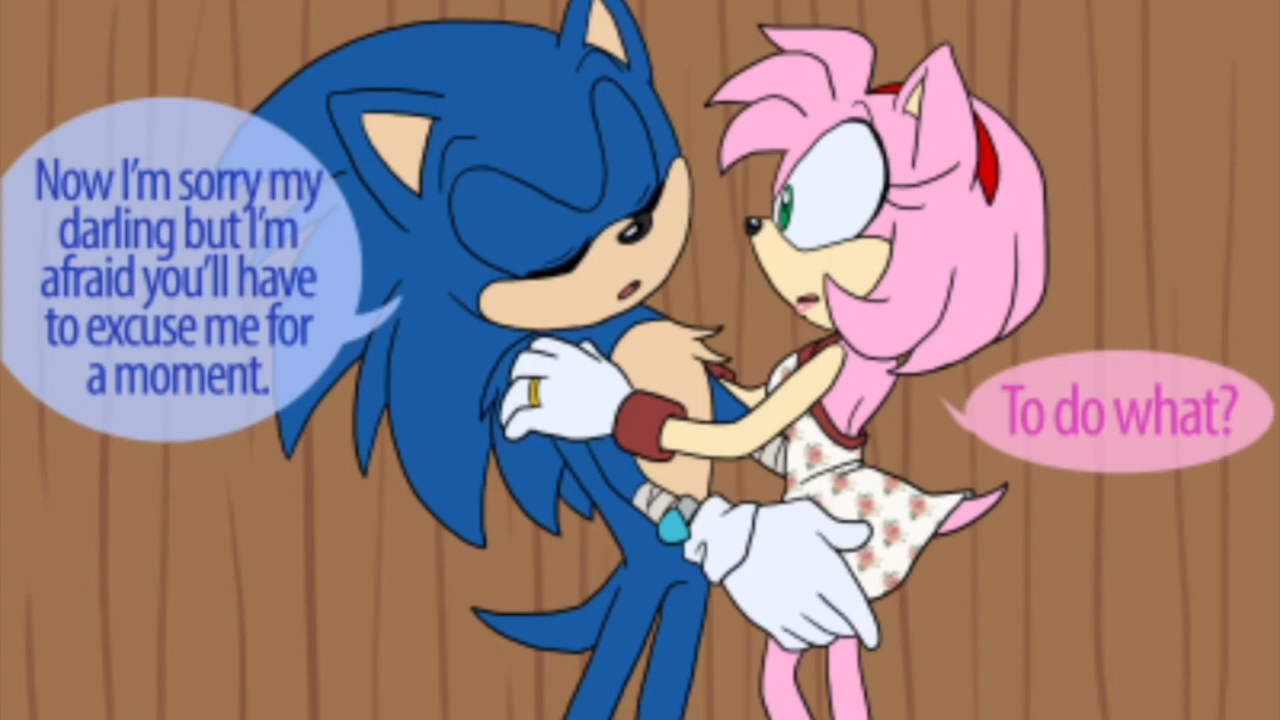 Now I'm sorry my
darling but I'm
afraid you'll have
to excuse me for
a moment.
To do what?